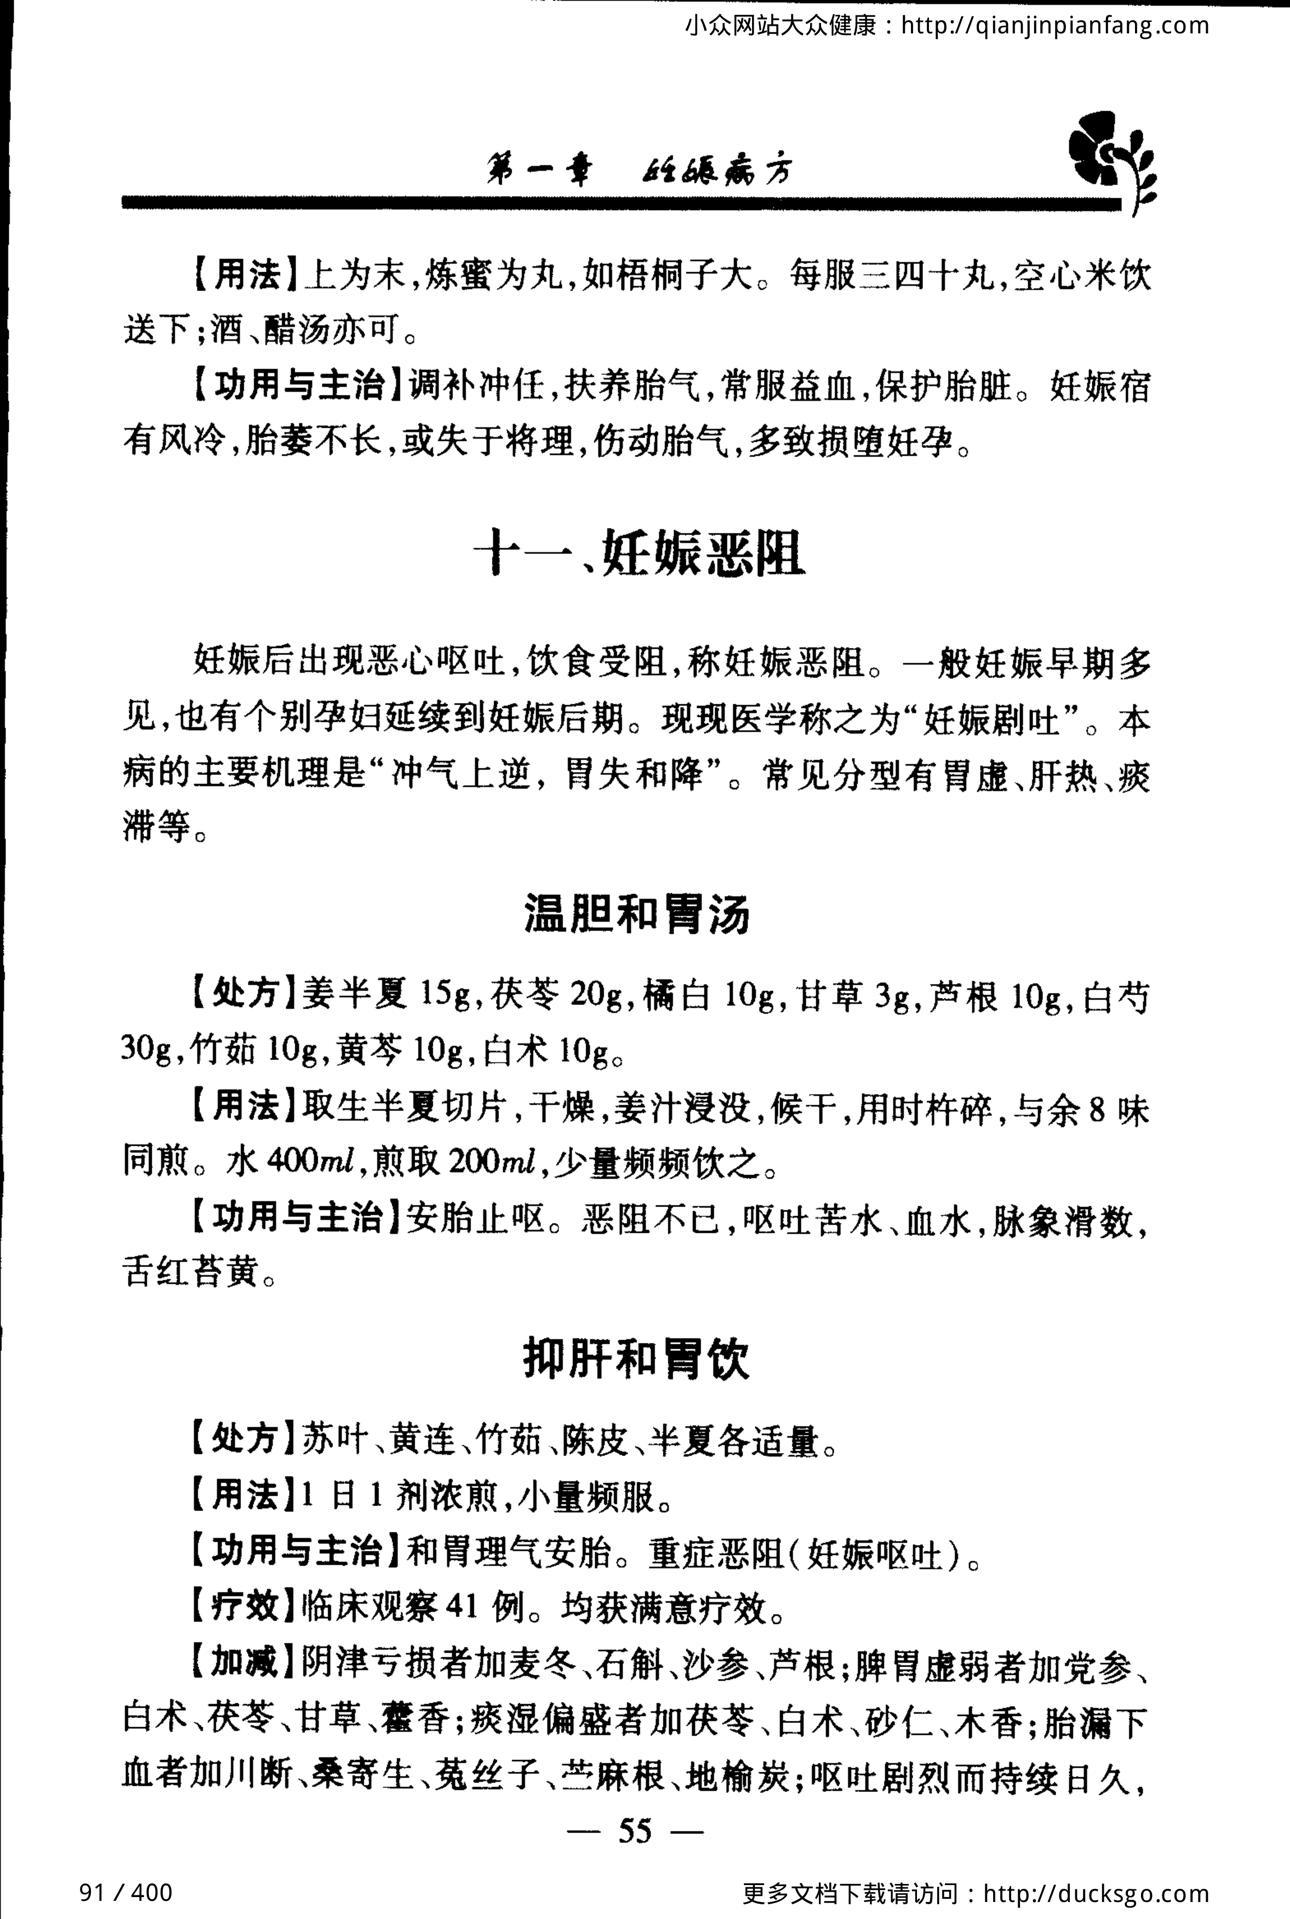 小众网站大众健康：http://qianjinpianfang.com
第一章 妊娠病方
【用法】上为末，炼蜜为丸，如梧桐子大。每服三四十丸，空心米饮
送下；酒、醋汤亦可。
【功用与主治】调补冲任，扶养胎气，常服益血，保护胎脏。妊娠宿
有风冷，胎萎不长，或失于将理，伤动胎气，多致损堕妊孕。
十一、妊娠恶阻
妊娠后出现恶心呕吐，饮食受阻，称妊娠恶阻。一般妊娠早期多
见，也有个别孕妇延续到妊娠后期。现现医学称之为“妊娠剧吐”。本
病的主要机理是“冲气上逆，胃失和降”。常见分型有胃虚、肝热、痰
滞等。
温胆和胃汤
【处方】姜半夏 15g，茯苓 20g，橘白 10g，甘草 3g，芦根 10g，白芍
30g，竹茹 10g，黄芩 10g，白术 10g。
【用法】取生半夏切片，干燥，姜汁浸没，候干，用时杵碎，与余 8 味
同煎。水 400ml，煎取 200ml，少量频频饮之。
【功用与主治】安胎止呕。恶阻不已，呕吐苦水、血水，脉象滑数，
舌红苔黄。
抑肝和胃饮
【处方】苏叶、黄连、竹茹、陈皮、半夏各适量。
【用法】1 日 1 剂浓煎，小量频服。
【功用与主治】和胃理气安胎。重症恶阻（妊娠呕吐）。
【疗效】临床观察 41 例。均获满意疗效。
【加减】阴津亏损者加麦冬、石斛、沙参、芦根；脾胃虚弱者加党参、
白术、茯苓、甘草、藿香；痰湿偏盛者加茯苓、白术、砂仁、木香；胎漏下
血者加川断、桑寄生、菟丝子、苎麻根、地榆炭；呕吐剧烈而持续日久，
— 55 —
91 / 400
更多文档下载请访问：http://ducksgo.com